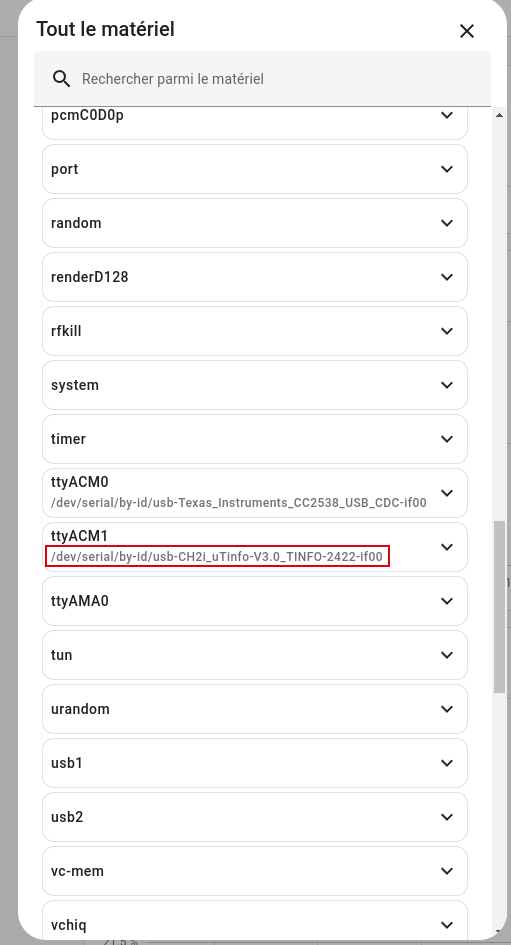 Tout le matériel
Rechercher parmi le matériel
pcmC0D0p
port
random
renderD128
rfkill
system
timer
ttyACM0
/dev/serial/by-id/usb-Texas_Instruments_CC2538_USB_CDC-if00
ttyACM1
/dev/serial/by-id/usb-CH2i_uTinfo-V3.0_TINFO-2422-if00
ttyAMA0
tun
urandom
usb1
usb2
vc-mem
vchiq
21.5%